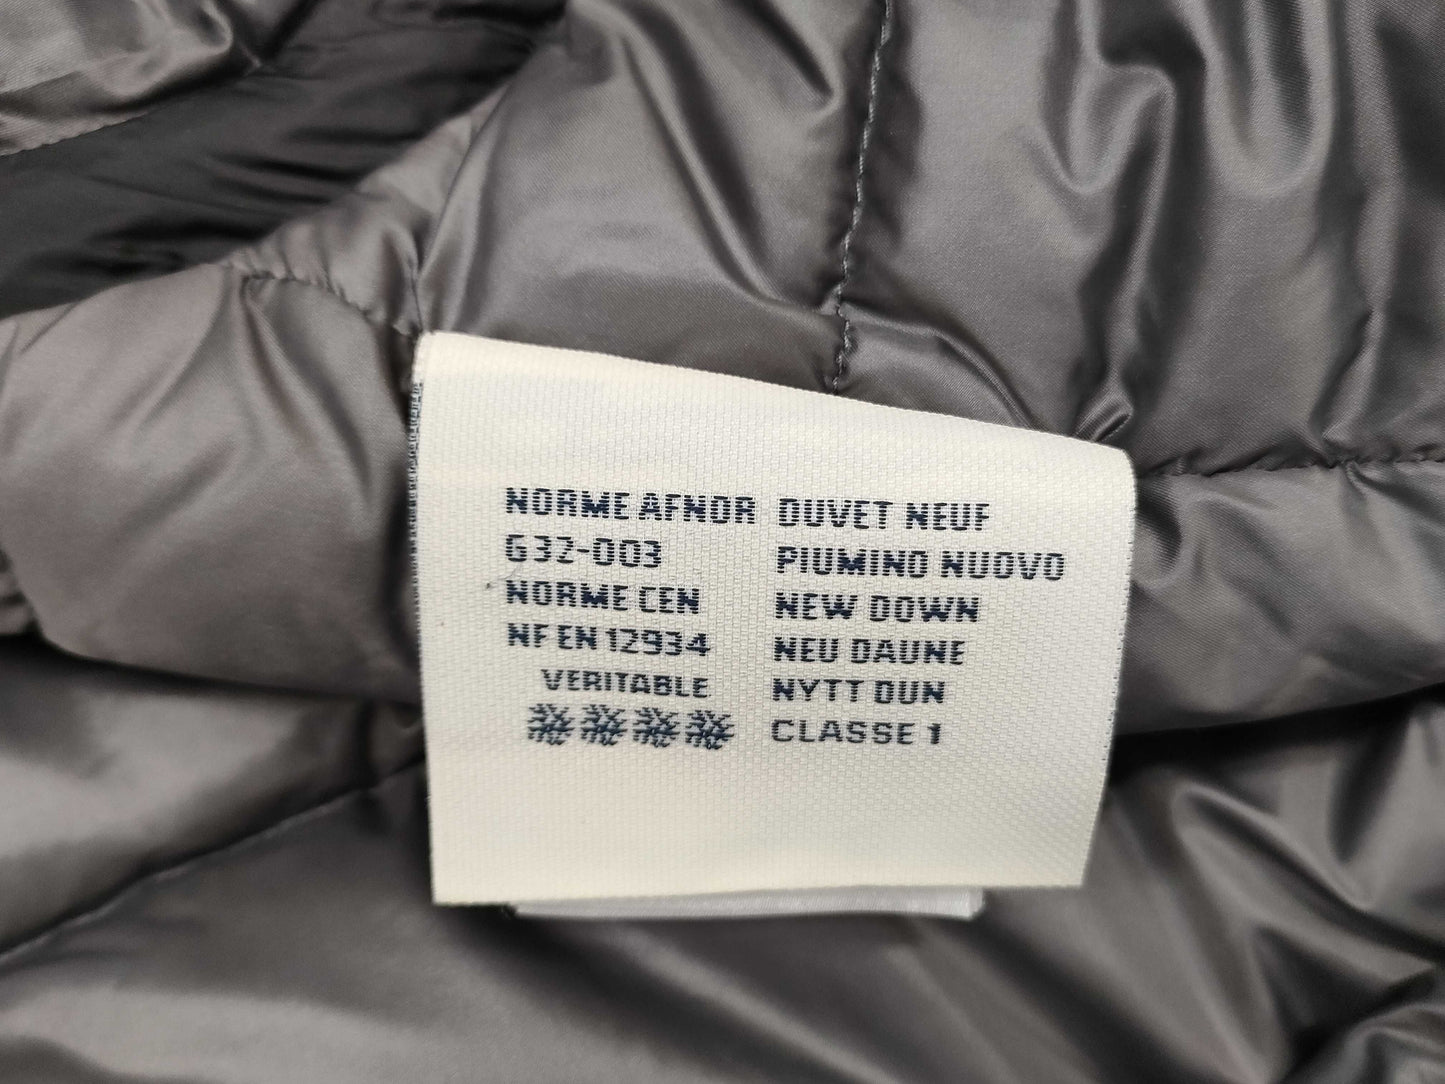 NORME AFNOR
G32-003
NORME CEN
NF EN 12934
VERITABLE
DUVET NEUF
PIUMINO NUOVO
NEW DOWN
NEU DAUNE
NYTT DUN
CLASSE 1